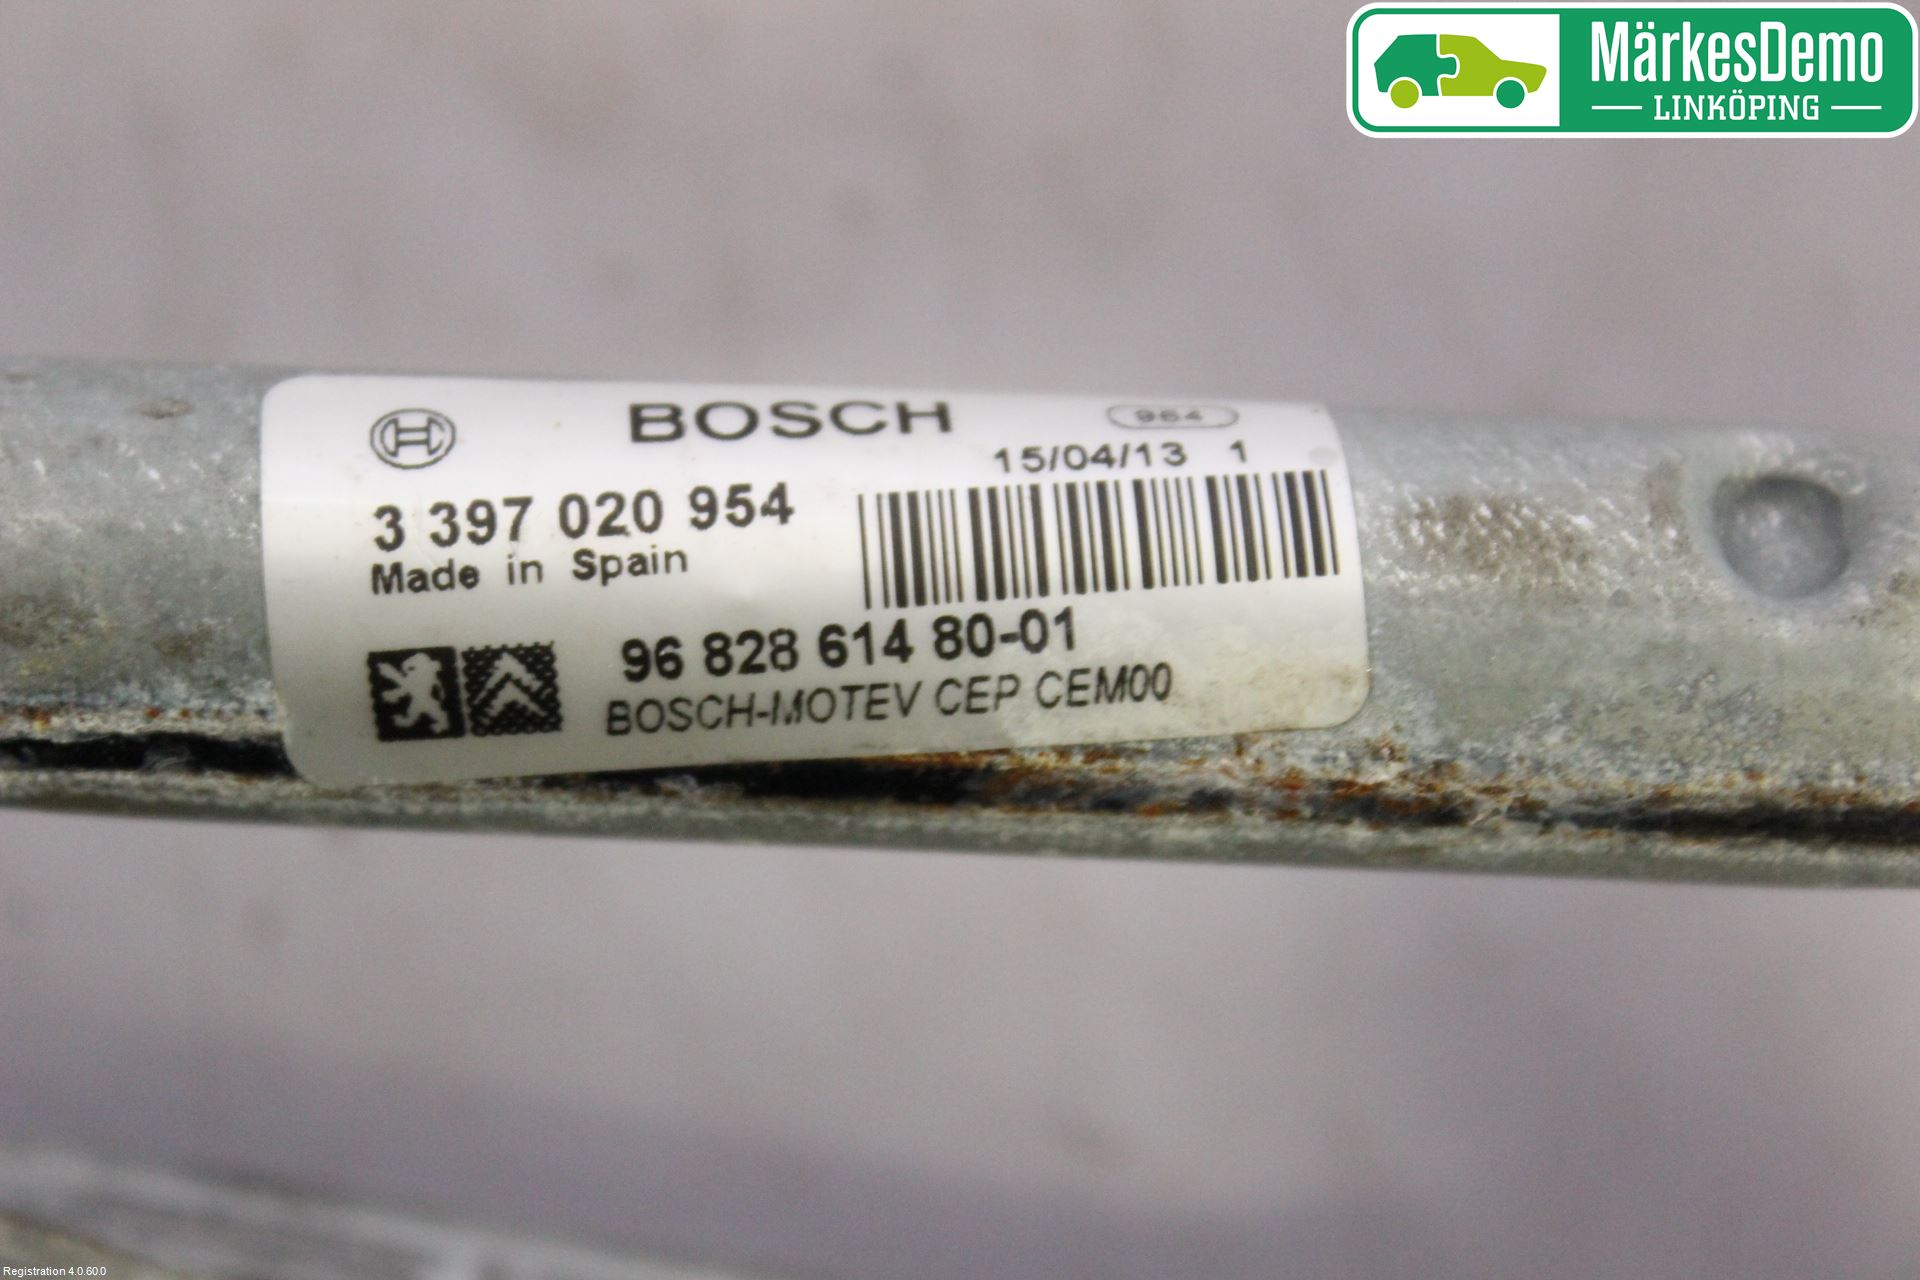 MärkesDemo
LINKÖPING
BOSCH
964
15/04/13 1
3 397 020 954
Made in Spain
96 828 614 80-01
BOSCH-MOTEV CEP CEM00
Registration 4.0.60.0